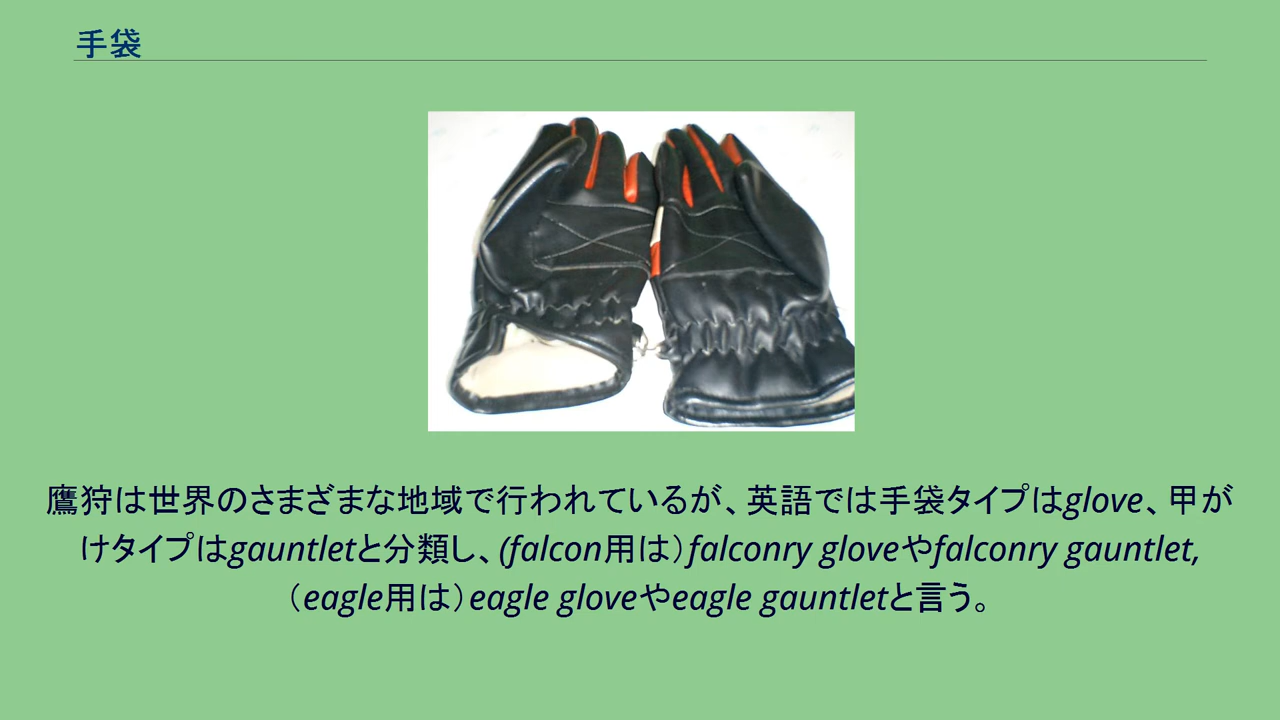 手袋
鷹狩は世界のさまざまな地域で行われているが、英語では手袋タイプはglove、甲が
けタイプはgauntletと分類し、(falcon用は）falconry gloveやfalconry gauntlet,
（eagle用は）eagle gloveやeagle gauntletと言う。